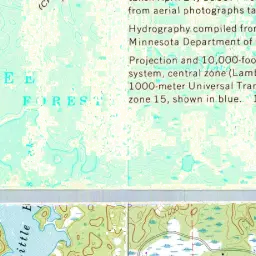 from aerial photographs ta
Hydrography compiled from
Minnesota Department of
Projection and 10,000-foo
system, central zone (Lamb
1000-meter Universal Tran
zone 15, shown in blue.
FOREST
ittle